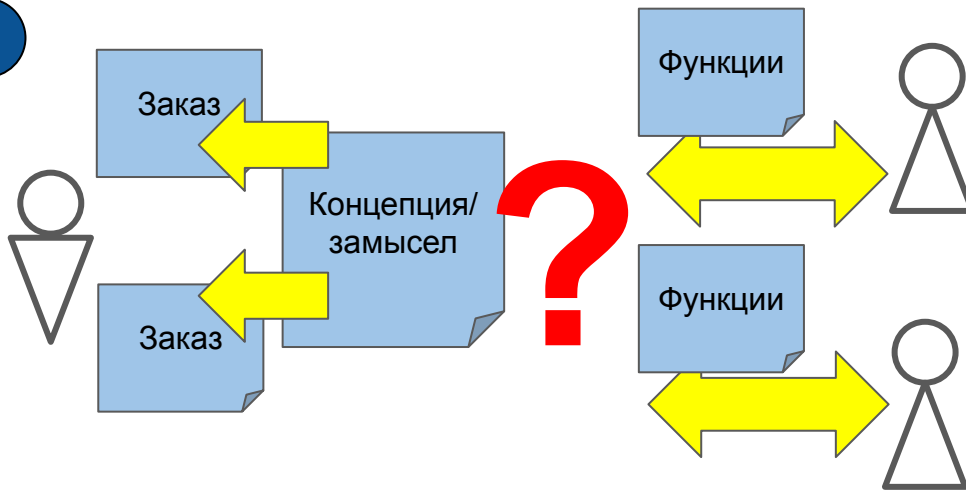 Заказ
Концепция/
замысел
Заказ
?
Функции
Функции